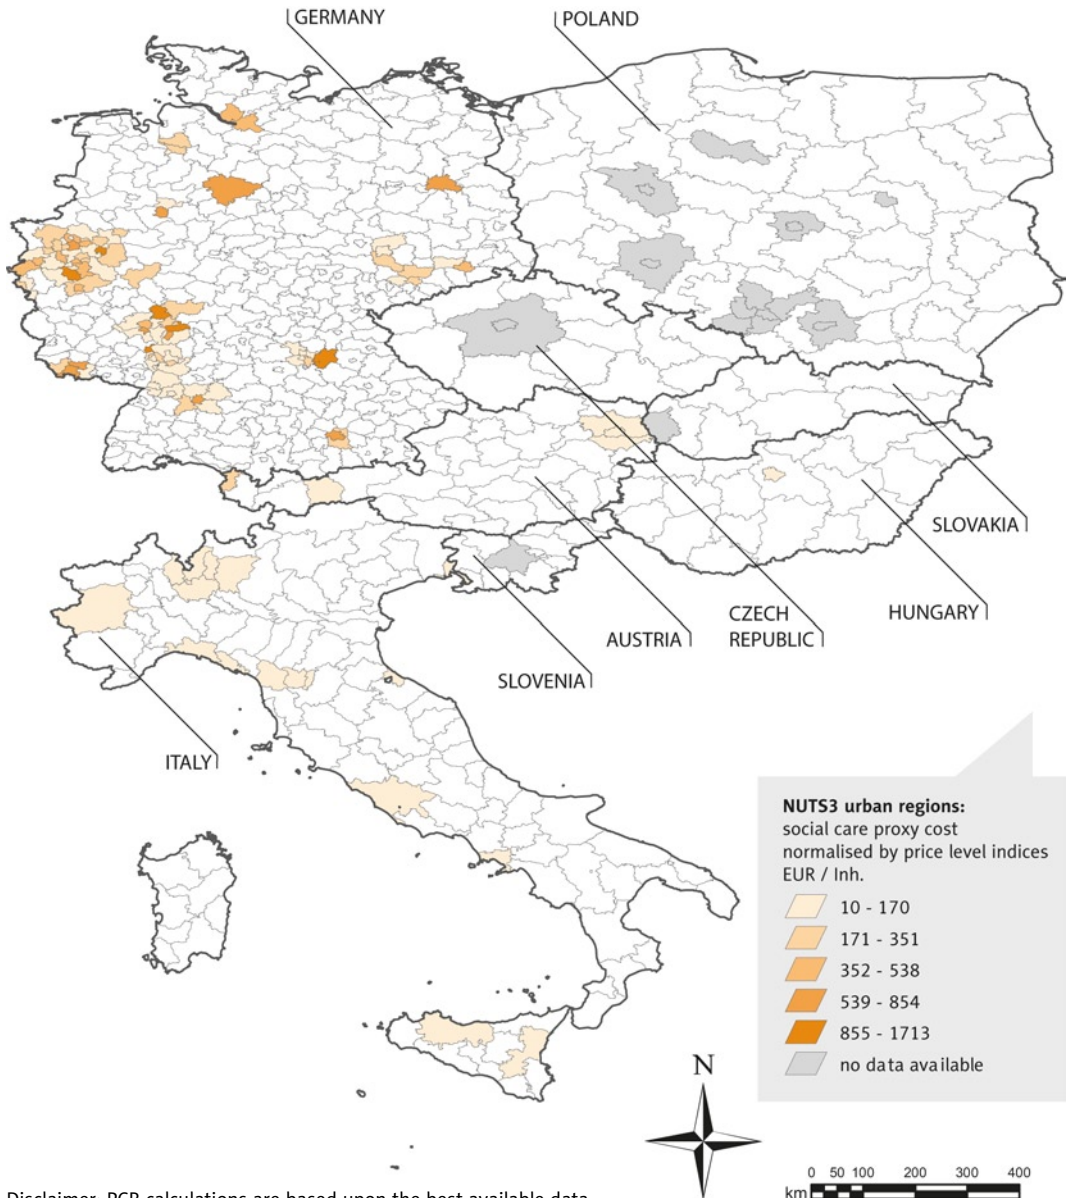 GERMANY
POLAND
SLOVAKIA
CZECH
REPUBLIC
HUNGARY
AUSTRIA
SLOVENIA
ITALY
NUTS3 urban regions:
social care proxy cost
normalised by price level indices
EUR / Inh.
10 - 170
171 - 351
352 - 538
539 - 854
855 - 1713
no data available
N
0 50 100 200 300 400
km